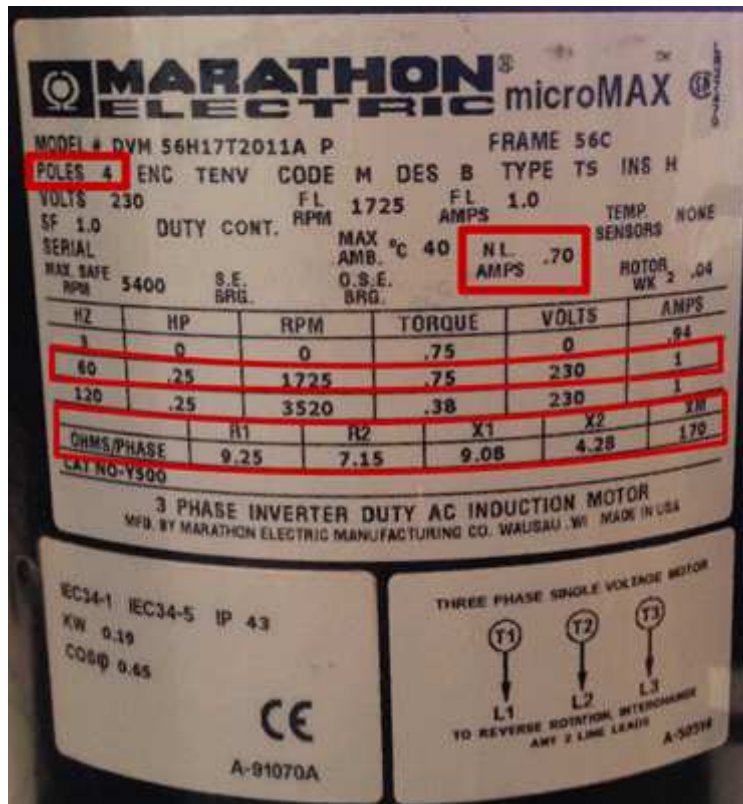 MARATHON®
ELECTRIC microMAX™
MODEL # DVM 56H17T2011A P FRAME 56C
POLES 4 ENC TENV CODE M DES B TYPE TS INS H
VOLTS 230 FL RPM 1725 FL AMPS 1.0
SF 1.0 DUTY CONT. TEMP. SENSORS NONE
SERIAL MAX AMB. °C 40 N L. AMPS .70
MAX. SAFE RPM 5400 S.E. BRG. O.S.E. BRG. ROTOR WK2 .04
HZ HP RPM TORQUE VOLTS AMPS
3 0 0 .75 0 .94
60 .25 1725 .75 230 1
120 .25 3520 .38 230 1
R1 R2 X1 X2 XM
OHMS/PHASE 9.25 7.15 9.08 4.28 170
CAT NO-Y500
3 PHASE INVERTER DUTY AC INDUCTION MOTOR
MFD. BY MARATHON ELECTRIC MANUFACTURING CO. WAUSAU . WI MADE IN USA
IEC34-1 IEC34-5 IP 43
KW 0.19
COSφ 0.65
CE
A-91070A
THREE PHASE SINGLE VOLTAGE MOTOR
T1 T2 T3
L1 L2 L3
TO REVERSE ROTATION, INTERCHANGE
ANY 2 LINE LEADS